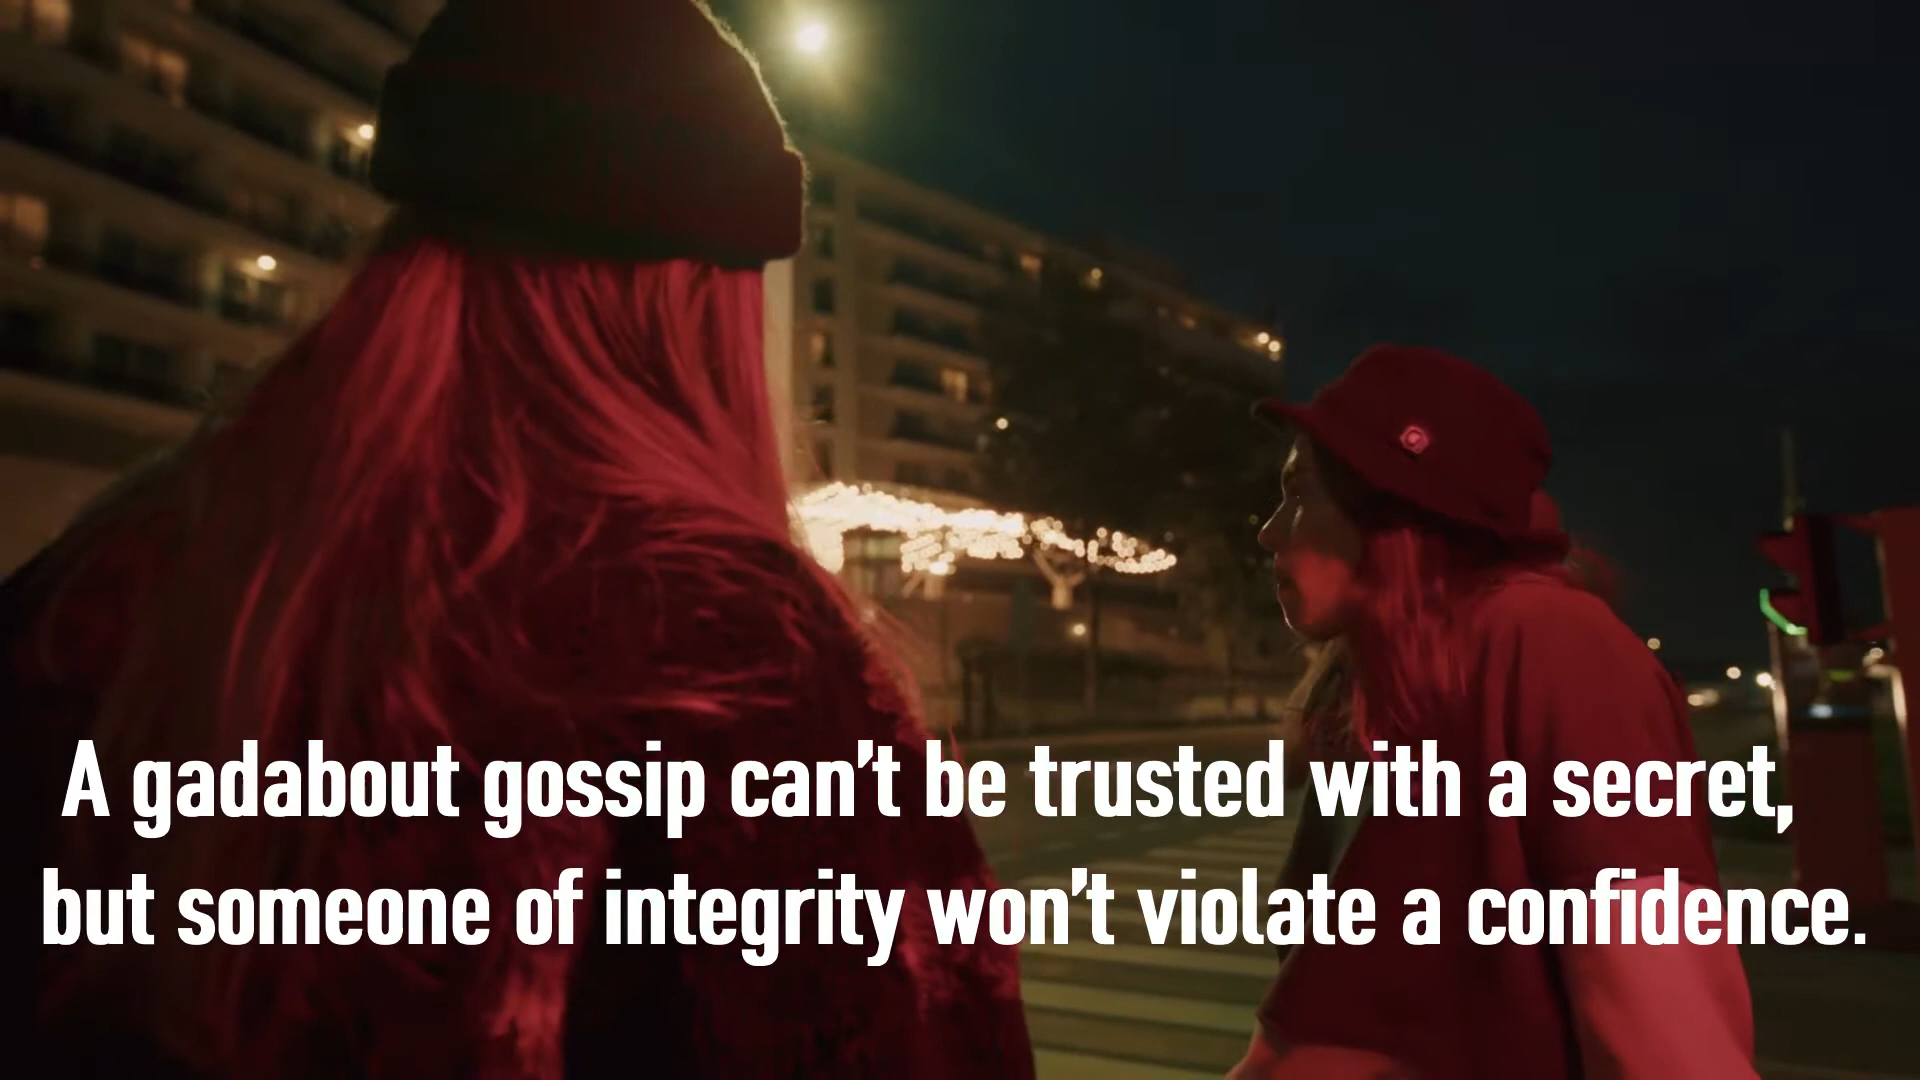 A gadabout gossip can’t be trusted with a secret,
but someone of integrity won’t violate a confidence.